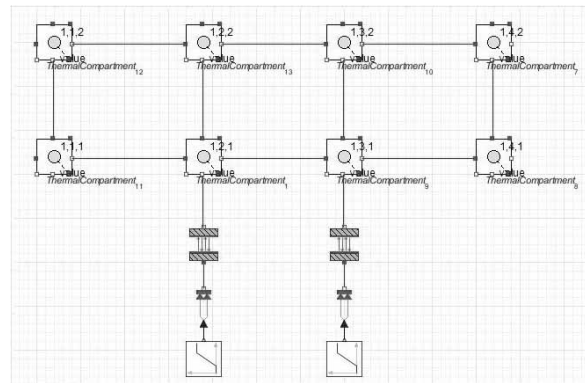 1,1,2 1,2,2 1,3,2 1,4,2
value value value value
ThermalCompartment12 ThermalCompartment13 ThermalCompartment10 ThermalCompartment7
1,1,1 1,2,1 1,3,1 1,4,1
value value value value
ThermalCompartment11 ThermalCompartment1 ThermalCompartment9 ThermalCompartment8